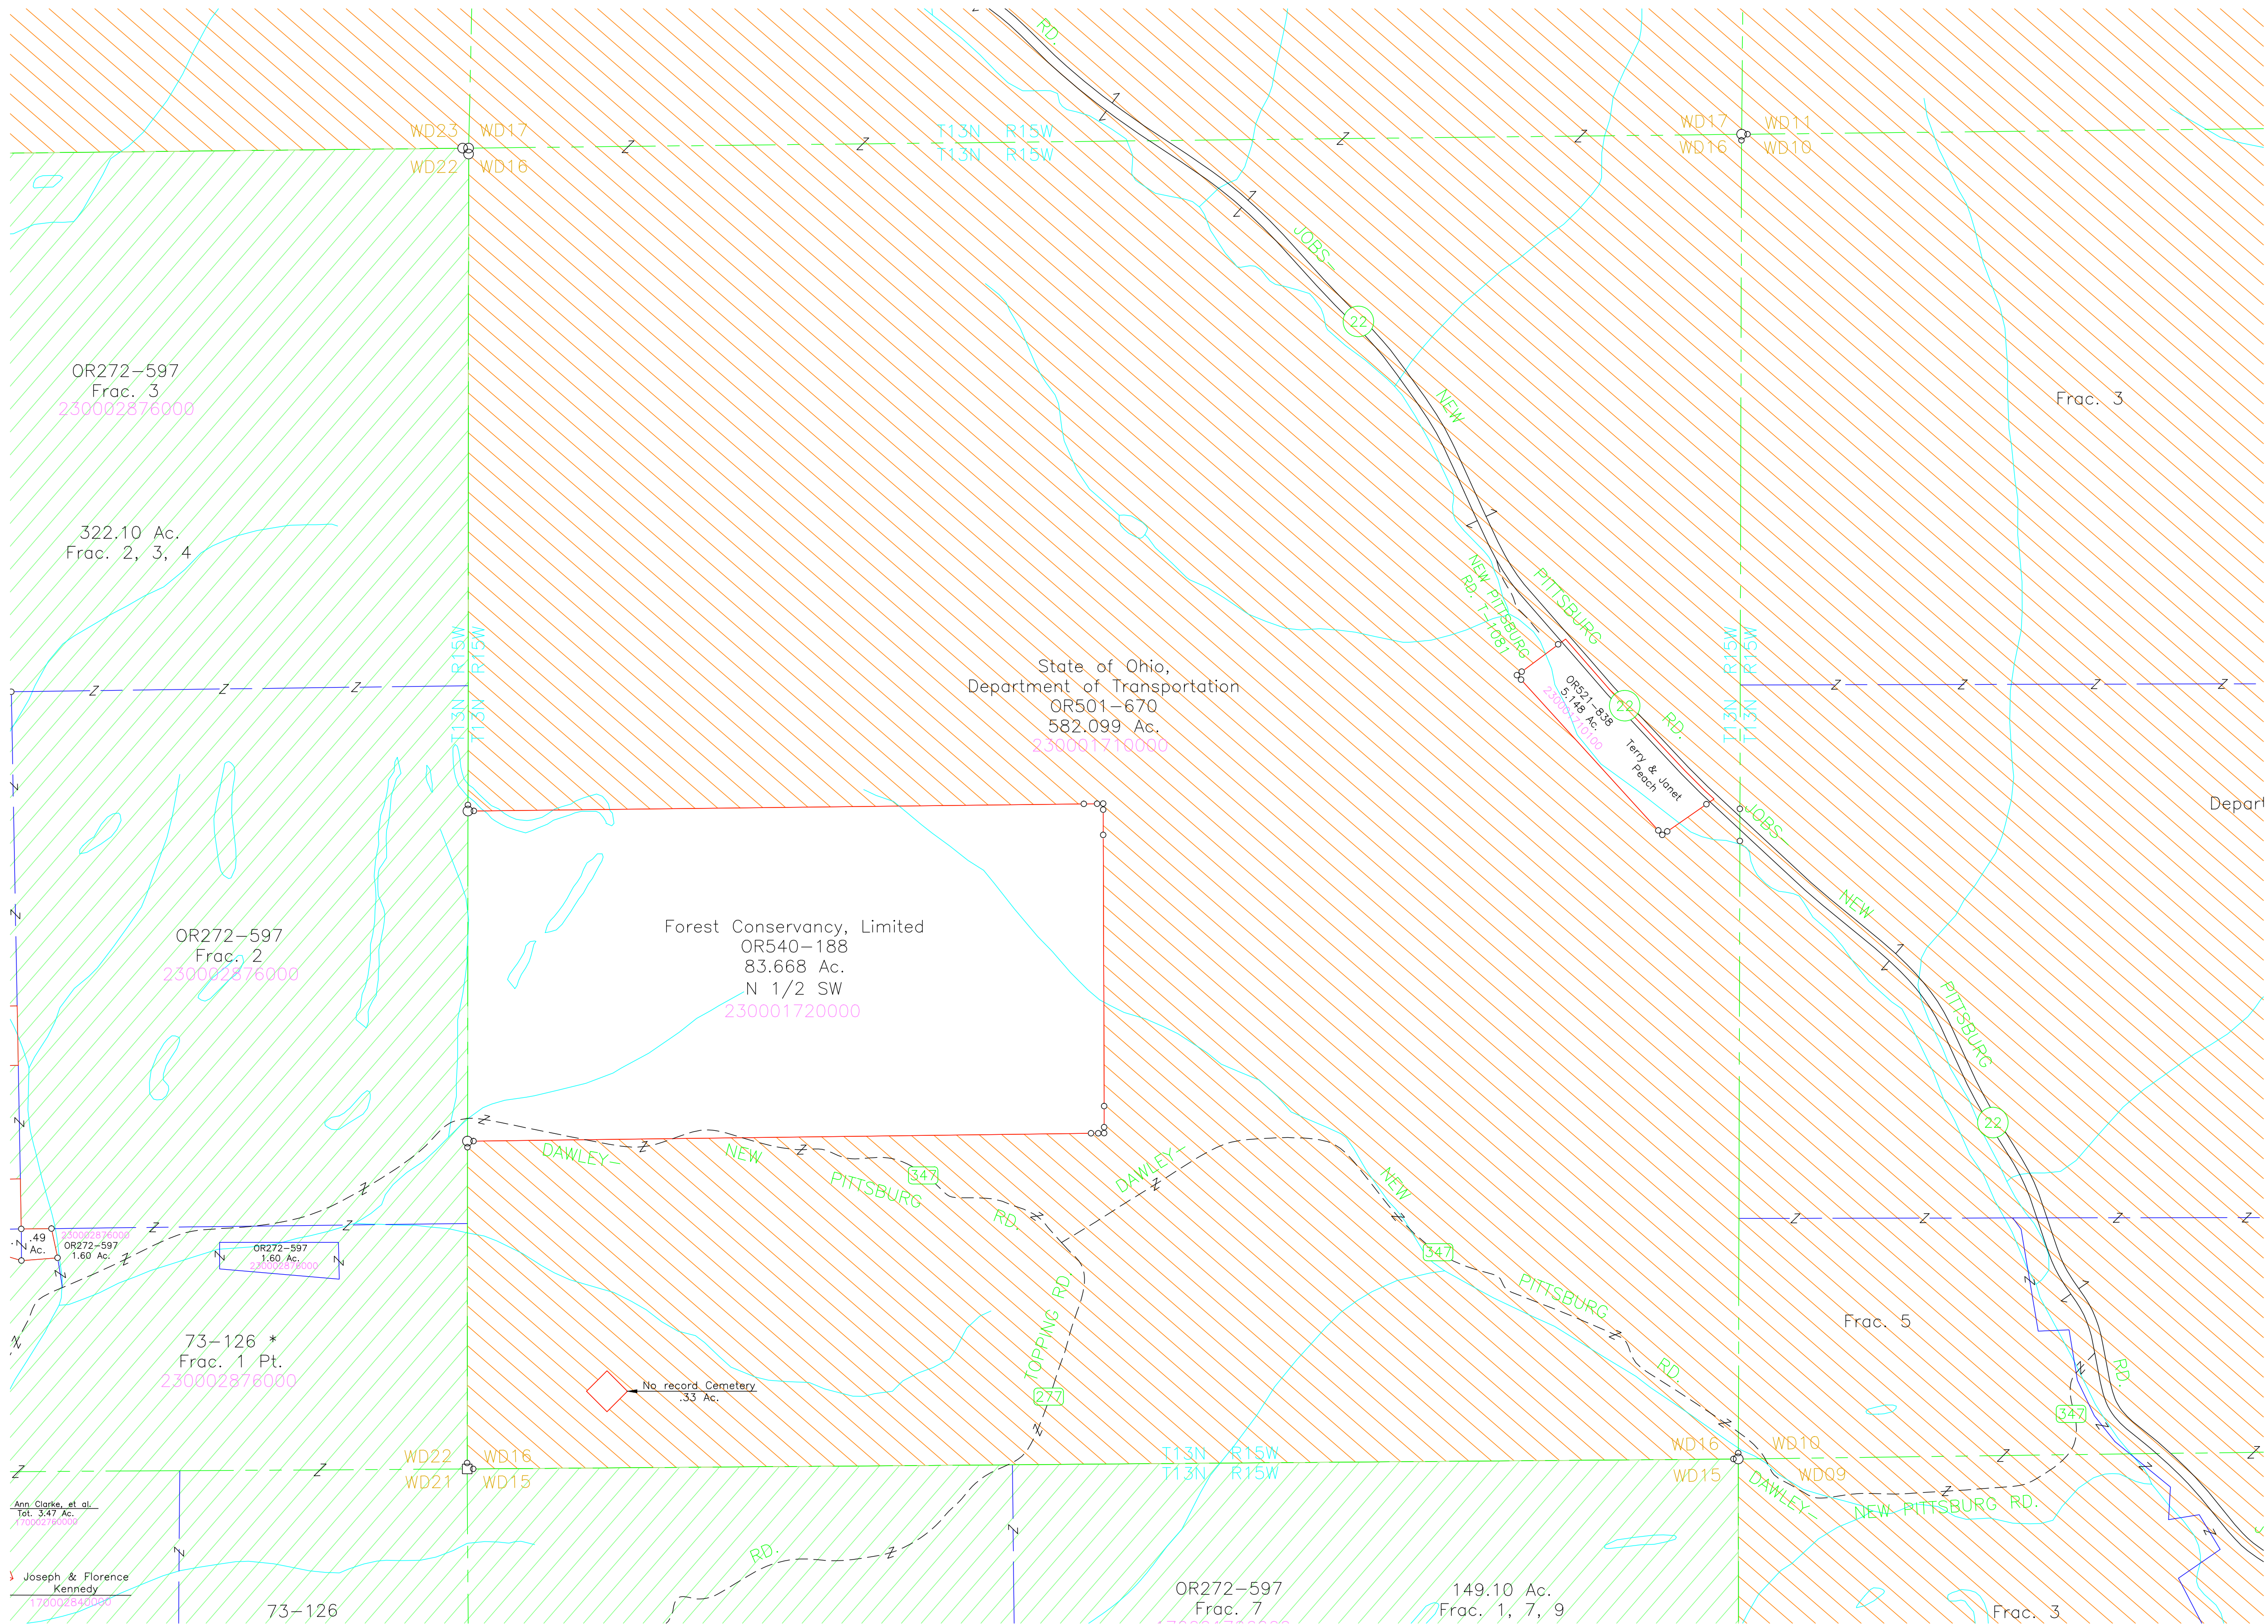 RD.
WD23 WD17
WD22 WD16
T13N R15W
T13N R15W
WD17 WD11
WD16 WD10
JOBS-
22
NEW
OR272-597
Frac. 3
230002876000
Frac. 3
322.10 Ac.
Frac. 2, 3, 4
NEW PITTSBURG
RD. T-1081
PITTSBURG
T13N R15W
T13N R15W
T13N R15W
T13N R15W
State of Ohio,
Department of Transportation
OR501-670
582.099 Ac.
230001710000
OR521-838
5.148 Ac.
230001710100
22
RD.
Terry & Janet
Peach
JOBS-
Depart
Forest Conservancy, Limited
OR540-188
83.668 Ac.
N 1/2 SW
230001720000
OR272-597
Frac. 2
230002876000
NEW
PITTSBURG
22
DAWLEY-
NEW
PITTSBURG
347
RD.
DAWLEY-
NEW
347
PITTSBURG
RD.
.49
Ac.
230002876000
OR272-597
1.60 Ac.
OR272-597
1.60 Ac.
230002876000
TOPPING RD.
277
Frac. 5
RD.
347
73-126 *
Frac. 1 Pt.
230002876000
No record Cemetery
.33 Ac.
WD22 WD16
WD21 WD15
T13N R15W
T13N R15W
WD16 WD10
WD15 WD09
DAWLEY-
NEW PITTSBURG RD.
Ann Clarke, et al.
Tot. 3.47 Ac.
170002760000
RD.
Joseph & Florence
Kennedy
170002840000
73-126
OR272-597
Frac. 7
149.10 Ac.
Frac. 1, 7, 9
Frac. 3